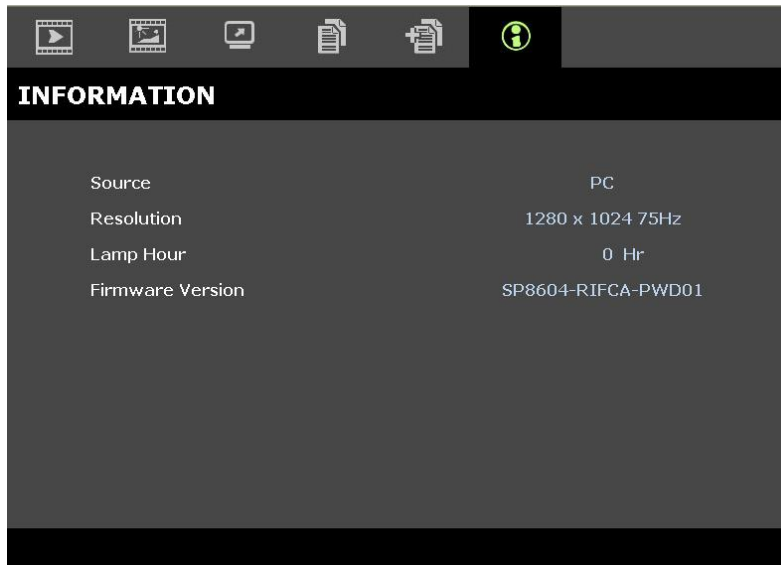 INFORMATION
Source PC
Resolution 1280 x 1024 75Hz
Lamp Hour 0 Hr
Firmware Version SP8604-RIFCA-PWD01